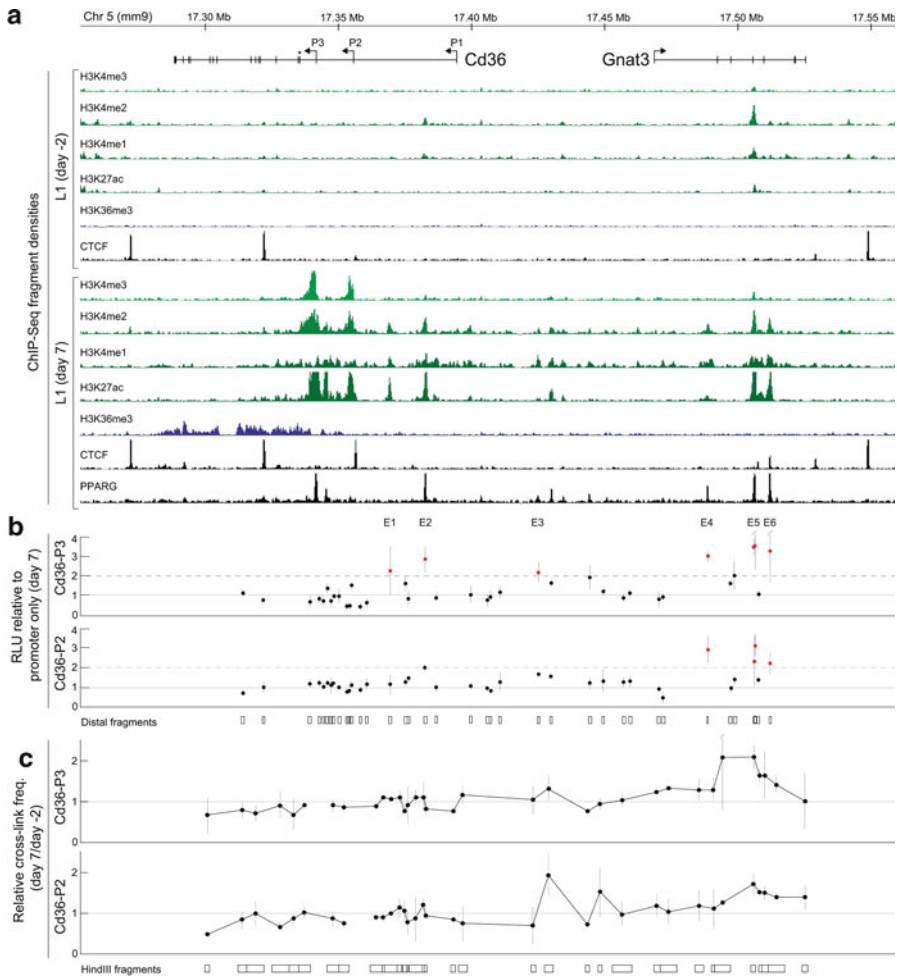 a
Chr 5 (mm9) 17.30 Mb 17.35 Mb 17.40 Mb 17.45 Mb 17.50 Mb 17.55 Mb
P3 P2 P1
* Cd36 Gnat3
ChIP-Seq fragment densities
L1 (day -2)
H3K4me3
H3K4me2
H3K4me1
H3K27ac
H3K36me3
CTCF
L1 (day 7)
H3K4me3
H3K4me2
H3K4me1
H3K27ac
H3K36me3
CTCF
PPARG
b
E1 E2 E3 E4 E5 E6
RLU relative to
promoter only (day 7)
Cd36-P3
4
3
2
1
0
Cd36-P2
4
3
2
1
0
Distal fragments
c
Relative cross-link freq.
(day 7/day -2)
Cd36-P3
2
1
0
Cd36-P2
2
1
0
HindIII fragments